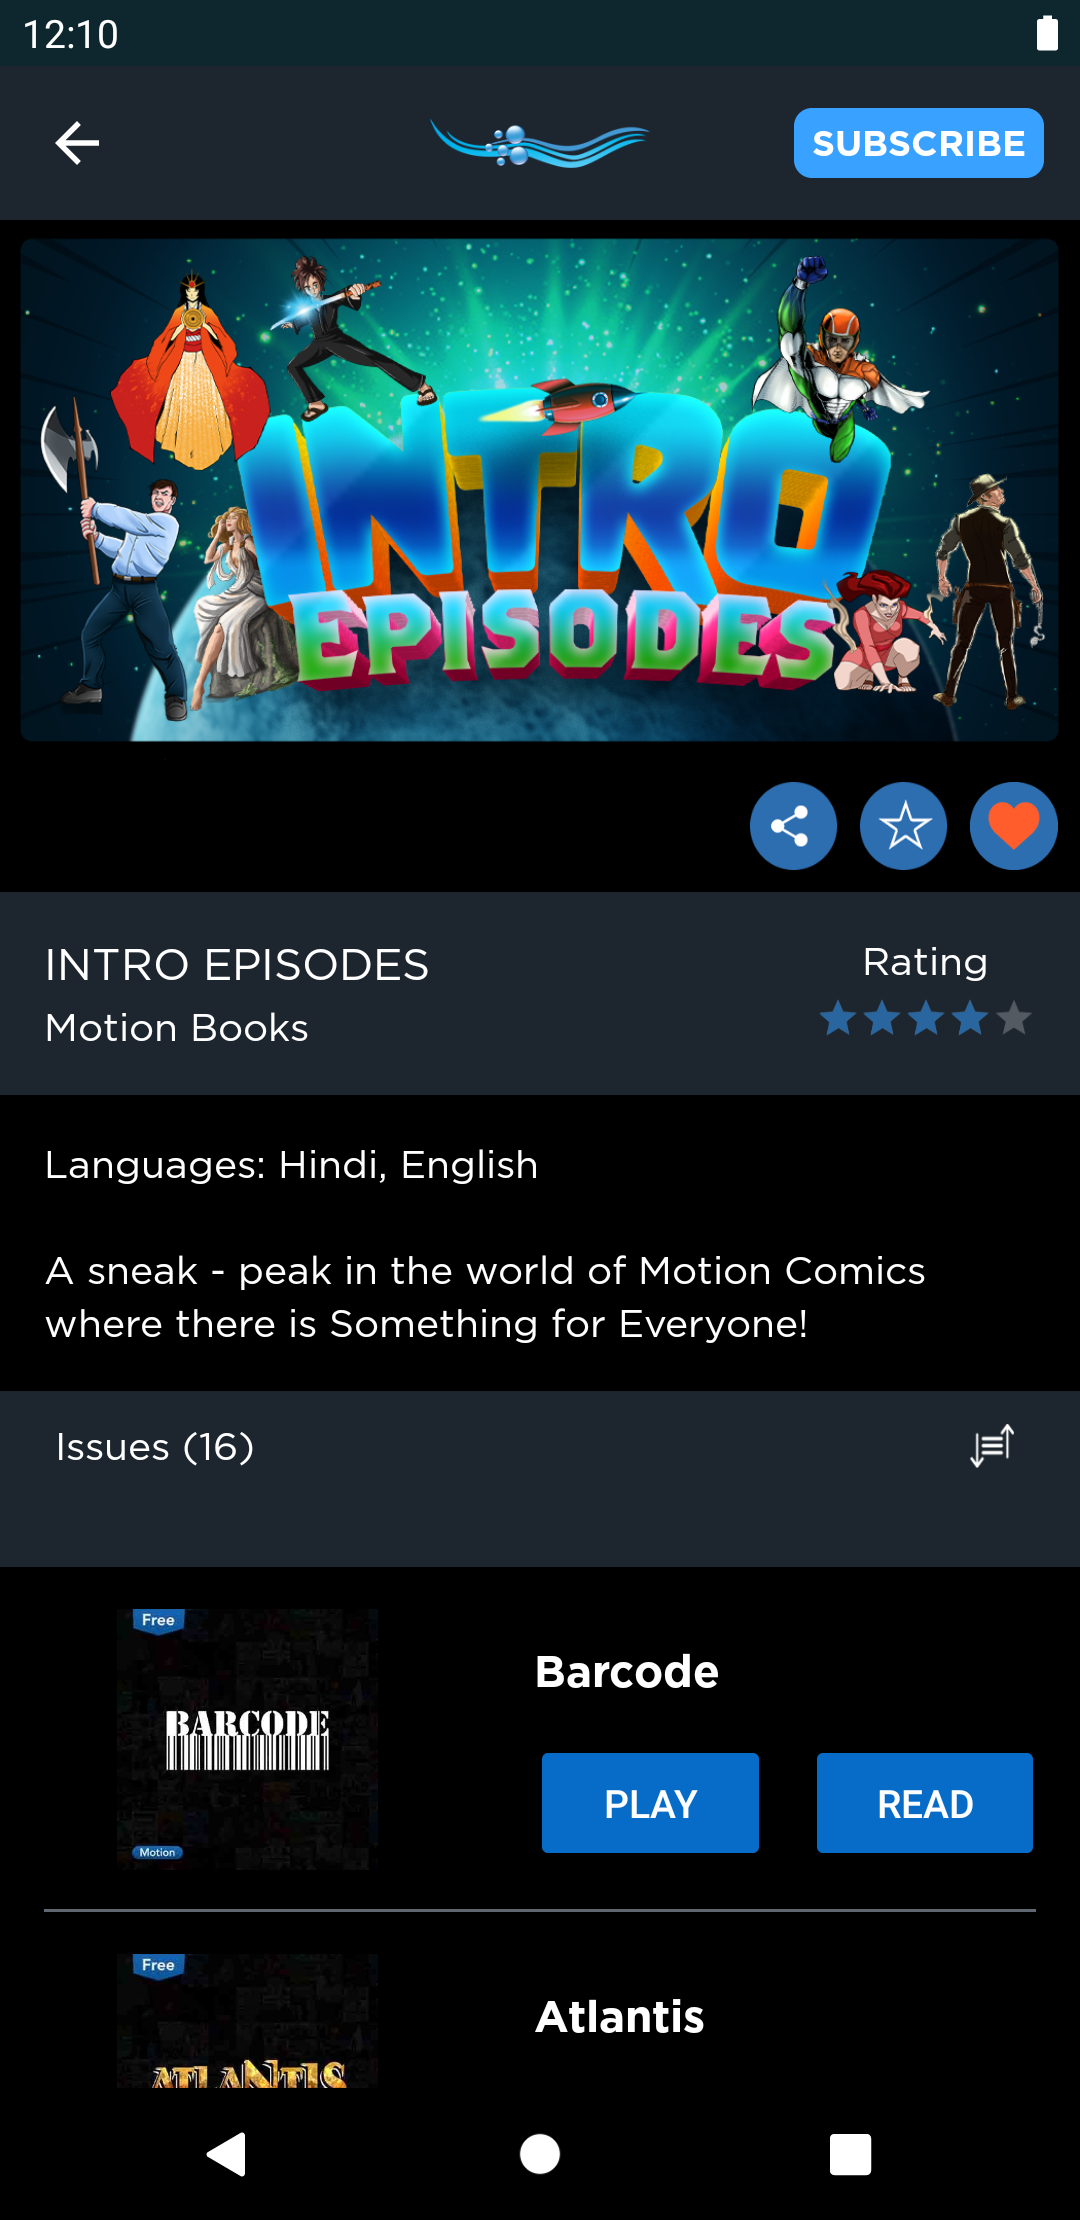 12:10
SUBSCRIBE
INTRO
EPISODES
INTRO EPISODES
Motion Books
Rating
Languages: Hindi, English
A sneak - peak in the world of Motion Comics
where there is Something for Everyone!
Issues (16)
Free
BARCODE
Motion
Barcode
PLAY
READ
Free
ATLANTIS
Atlantis